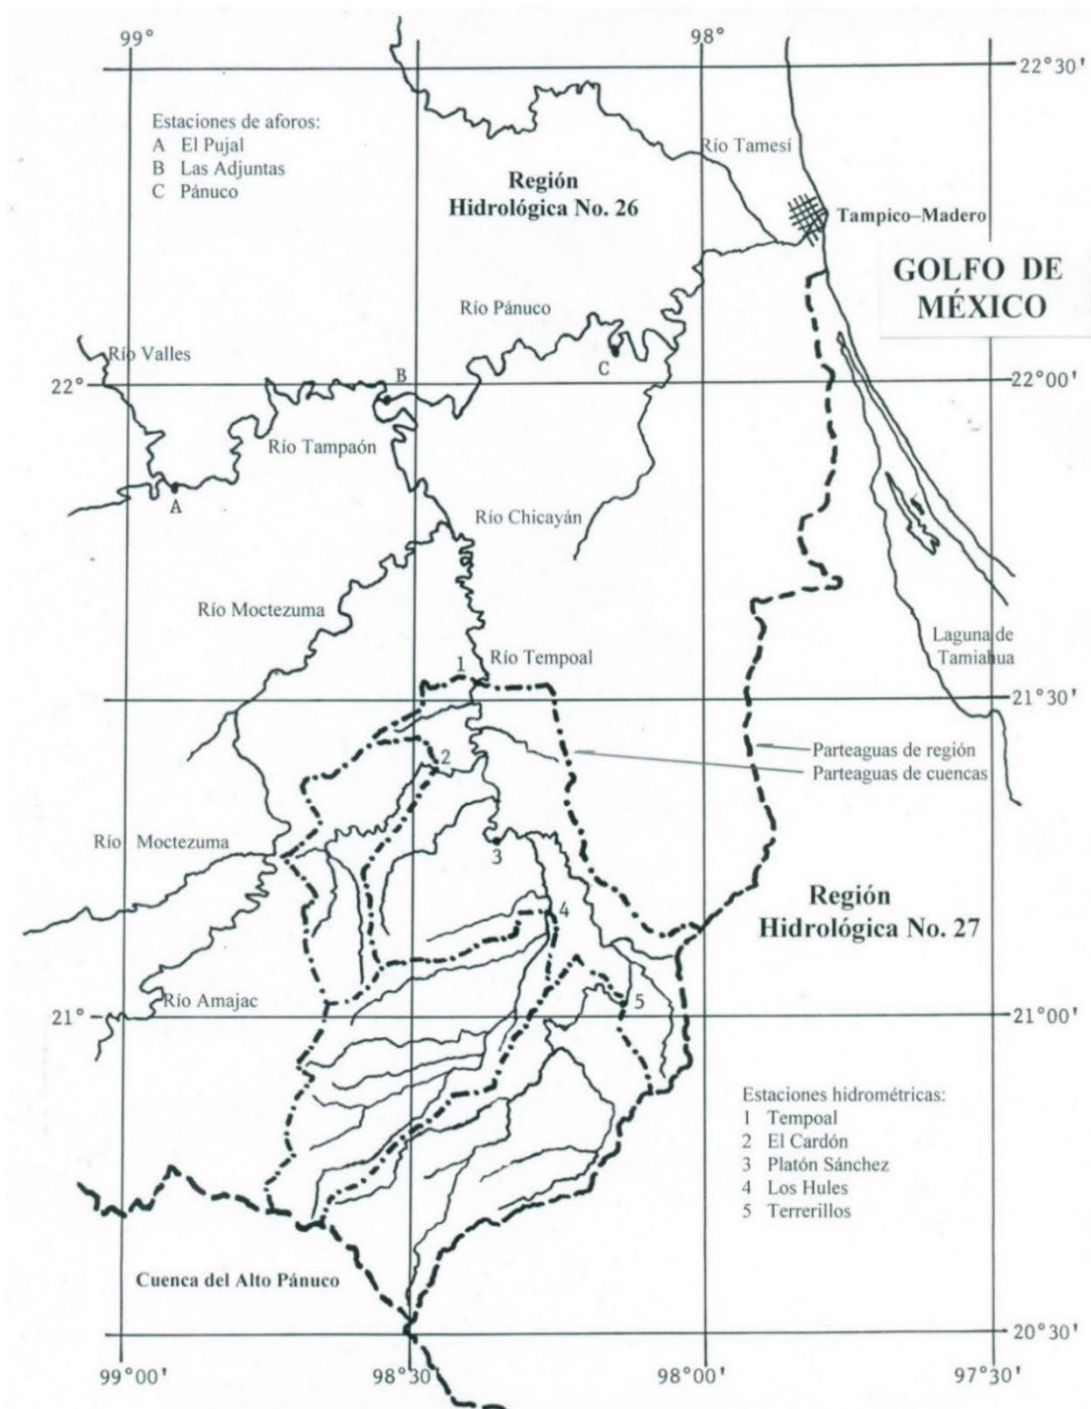 99°
98°
22°30'
Estaciones de aforos:
A El Pujal
B Las Adjuntas
C Pánuco
Río Tamesí
Región
Hidrológica No. 26
Tampico–Madero
GOLFO DE
MÉXICO
Río Pánuco
Río Valles
C
B
22°
22°00'
Río Tampaón
A
Río Chicayán
Río Moctezuma
Laguna de
Tamiahua
Río Tempoal
1
21°30'
Parteaguas de región
Parteaguas de cuencas
2
Río Moctezuma
3
Región
Hidrológica No. 27
4
Río Amajac
5
21°
21°00'
Estaciones hidrométricas:
1 Tempoal
2 El Cardón
3 Platón Sánchez
4 Los Hules
5 Terrerillos
Cuenca del Alto Pánuco
20°30'
99°00'
98°30'
98°00'
97°30'